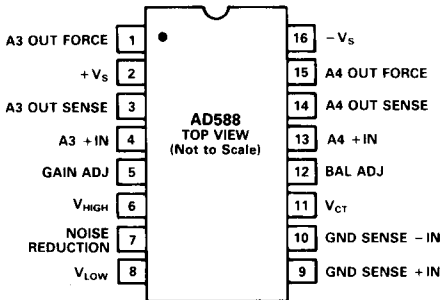 A3 OUT FORCE 1
+VS 2
A3 OUT SENSE 3
A3 +IN 4
GAIN ADJ 5
VHIGH 6
NOISE
REDUCTION 7
VLOW 8
AD588
TOP VIEW
(Not to Scale)
16 −VS
15 A4 OUT FORCE
14 A4 OUT SENSE
13 A4 +IN
12 BAL ADJ
11 VCT
10 GND SENSE −IN
9 GND SENSE +IN